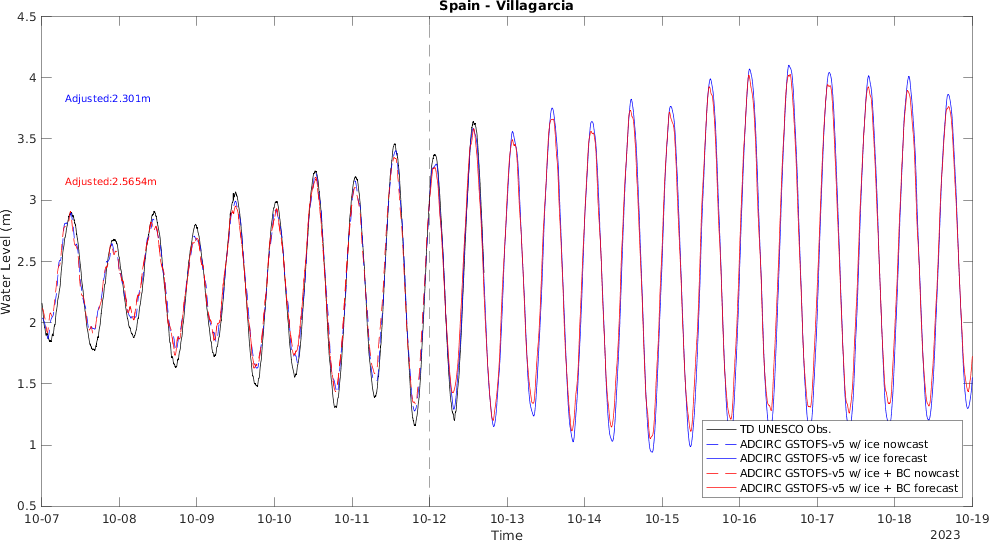 Spain - Villagarcia
4.5
4
3.5
3
2.5
2
1.5
1
0.5
Water Level (m)
Adjusted:2.301m
Adjusted:2.5654m
TD UNESCO Obs.
ADCIRC GSTOFS-v5 w/ ice nowcast
ADCIRC GSTOFS-v5 w/ ice forecast
ADCIRC GSTOFS-v5 w/ ice + BC nowcast
ADCIRC GSTOFS-v5 w/ ice + BC forecast
10-07 10-08 10-09 10-10 10-11 10-12 10-13 10-14 10-15 10-16 10-17 10-18 10-19
Time
2023